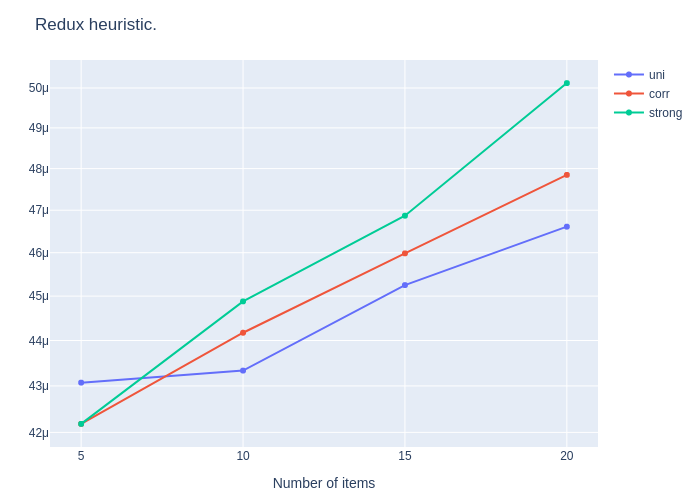 Redux heuristic.
50μ
49μ
48μ
47μ
46μ
45μ
44μ
43μ
42μ
5
10
15
20
Number of items
uni
corr
strong